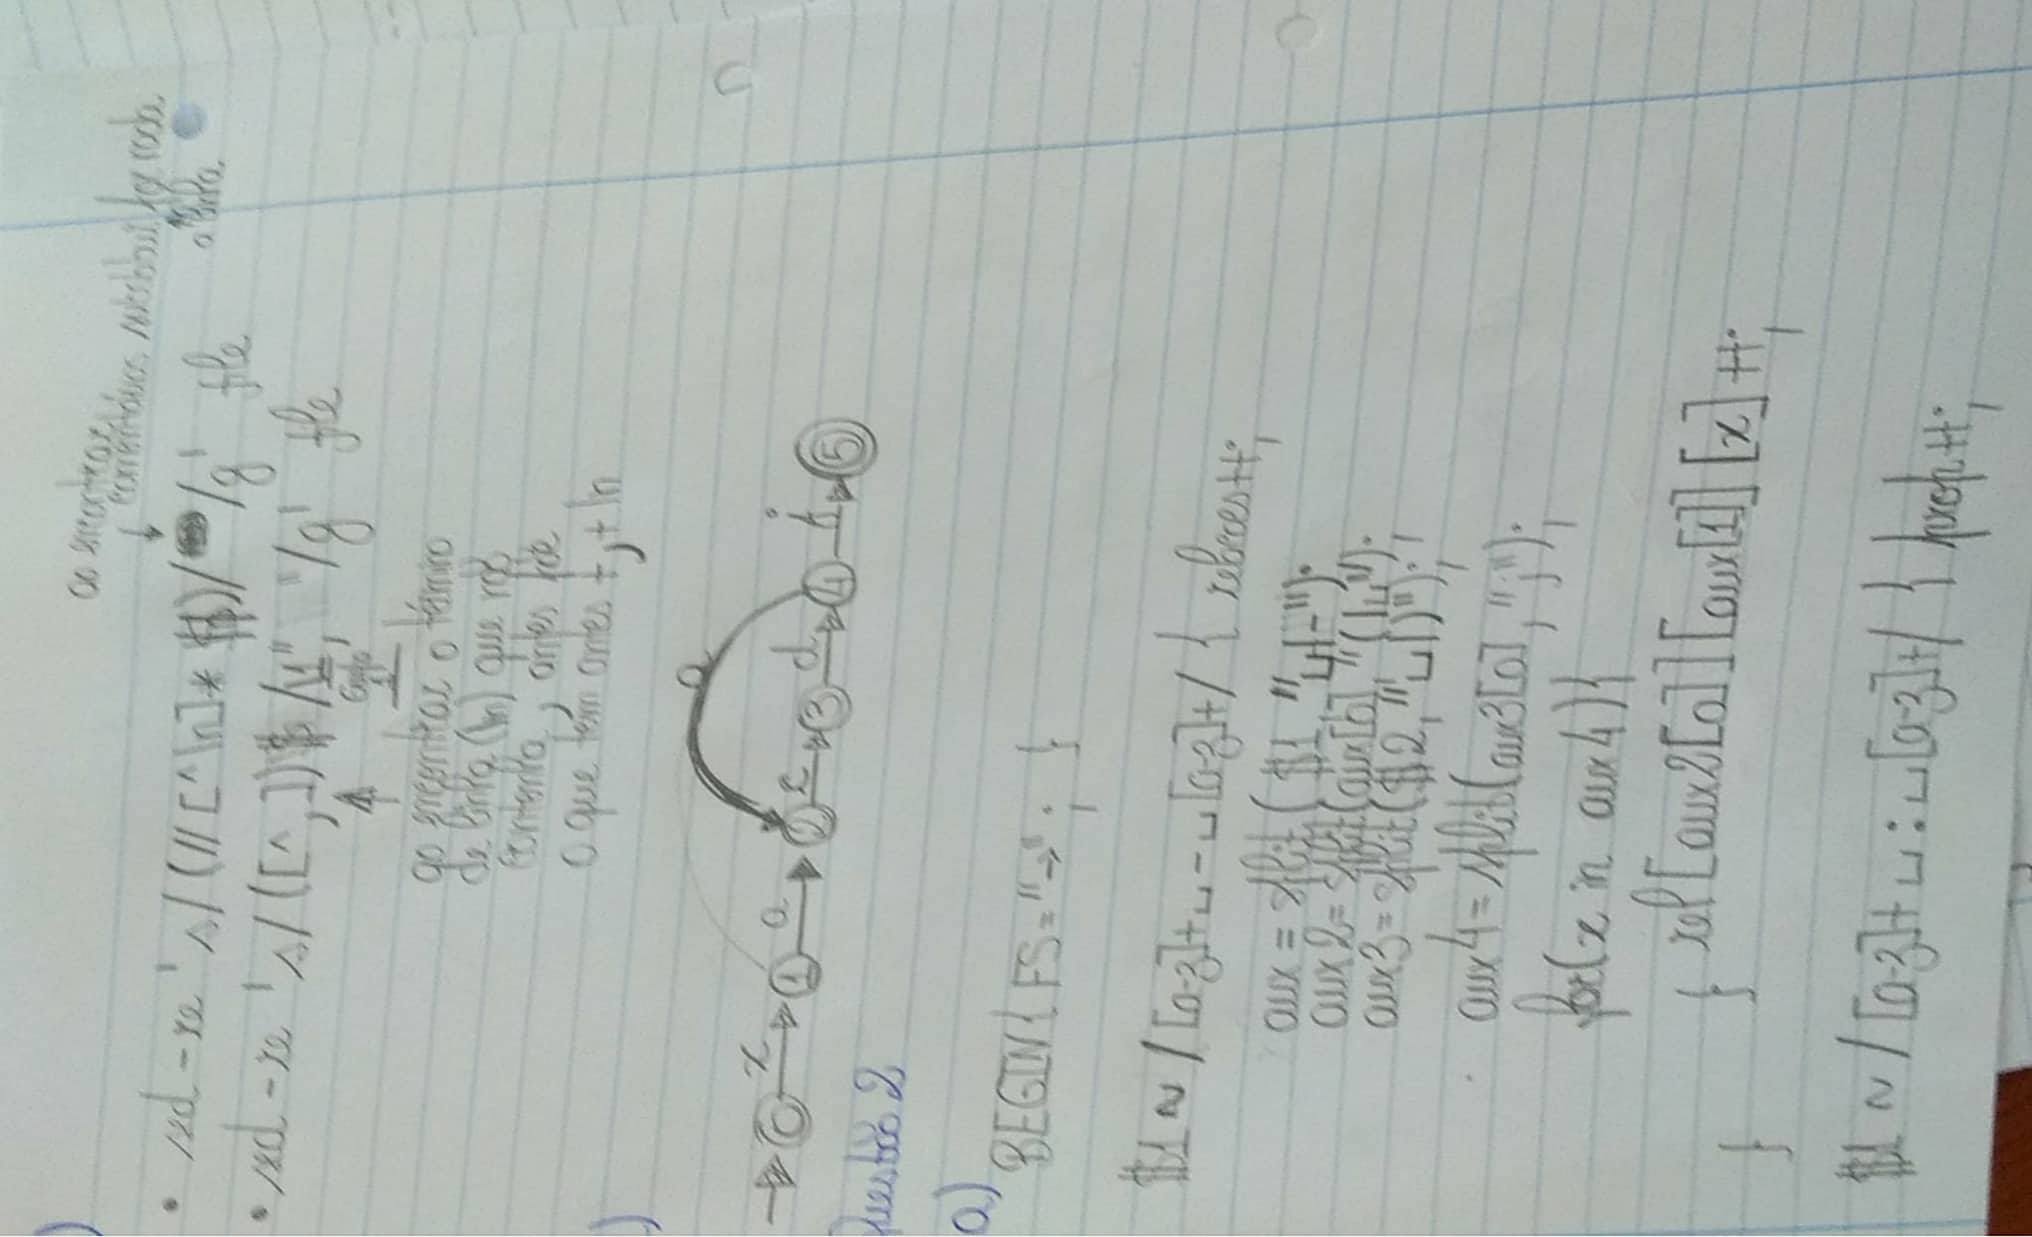 )
ao encontrar
comentários substitui por nada
a linha.
• sed -re 's/(//[^\n]*$)/ /g' file
• sed -re 's/([^,])$/\1", "/g' file
Grupo
1
ao encontrar o término
de linha (\n) que não
contenha , antes põe
o que tem antes + , + \n
)
a
x a c d i
0 1 2 3 4 5
Questão 2
a)
BEGIN{ FS="->"; }
$1 ~ /[a-z]+␣-␣[a-z]+/ {
aux = split($1, "␣|-");
aux2= split(aux[0], "(|␣");
aux3= split($2, "␣|)");
aux4= split(aux3[0], ";");
for(x in aux4){
rel[aux2[0]][aux[1]][x]++;
}
}
$1 ~ /[a-z]+␣:␣[a-z]+/ { prop++;